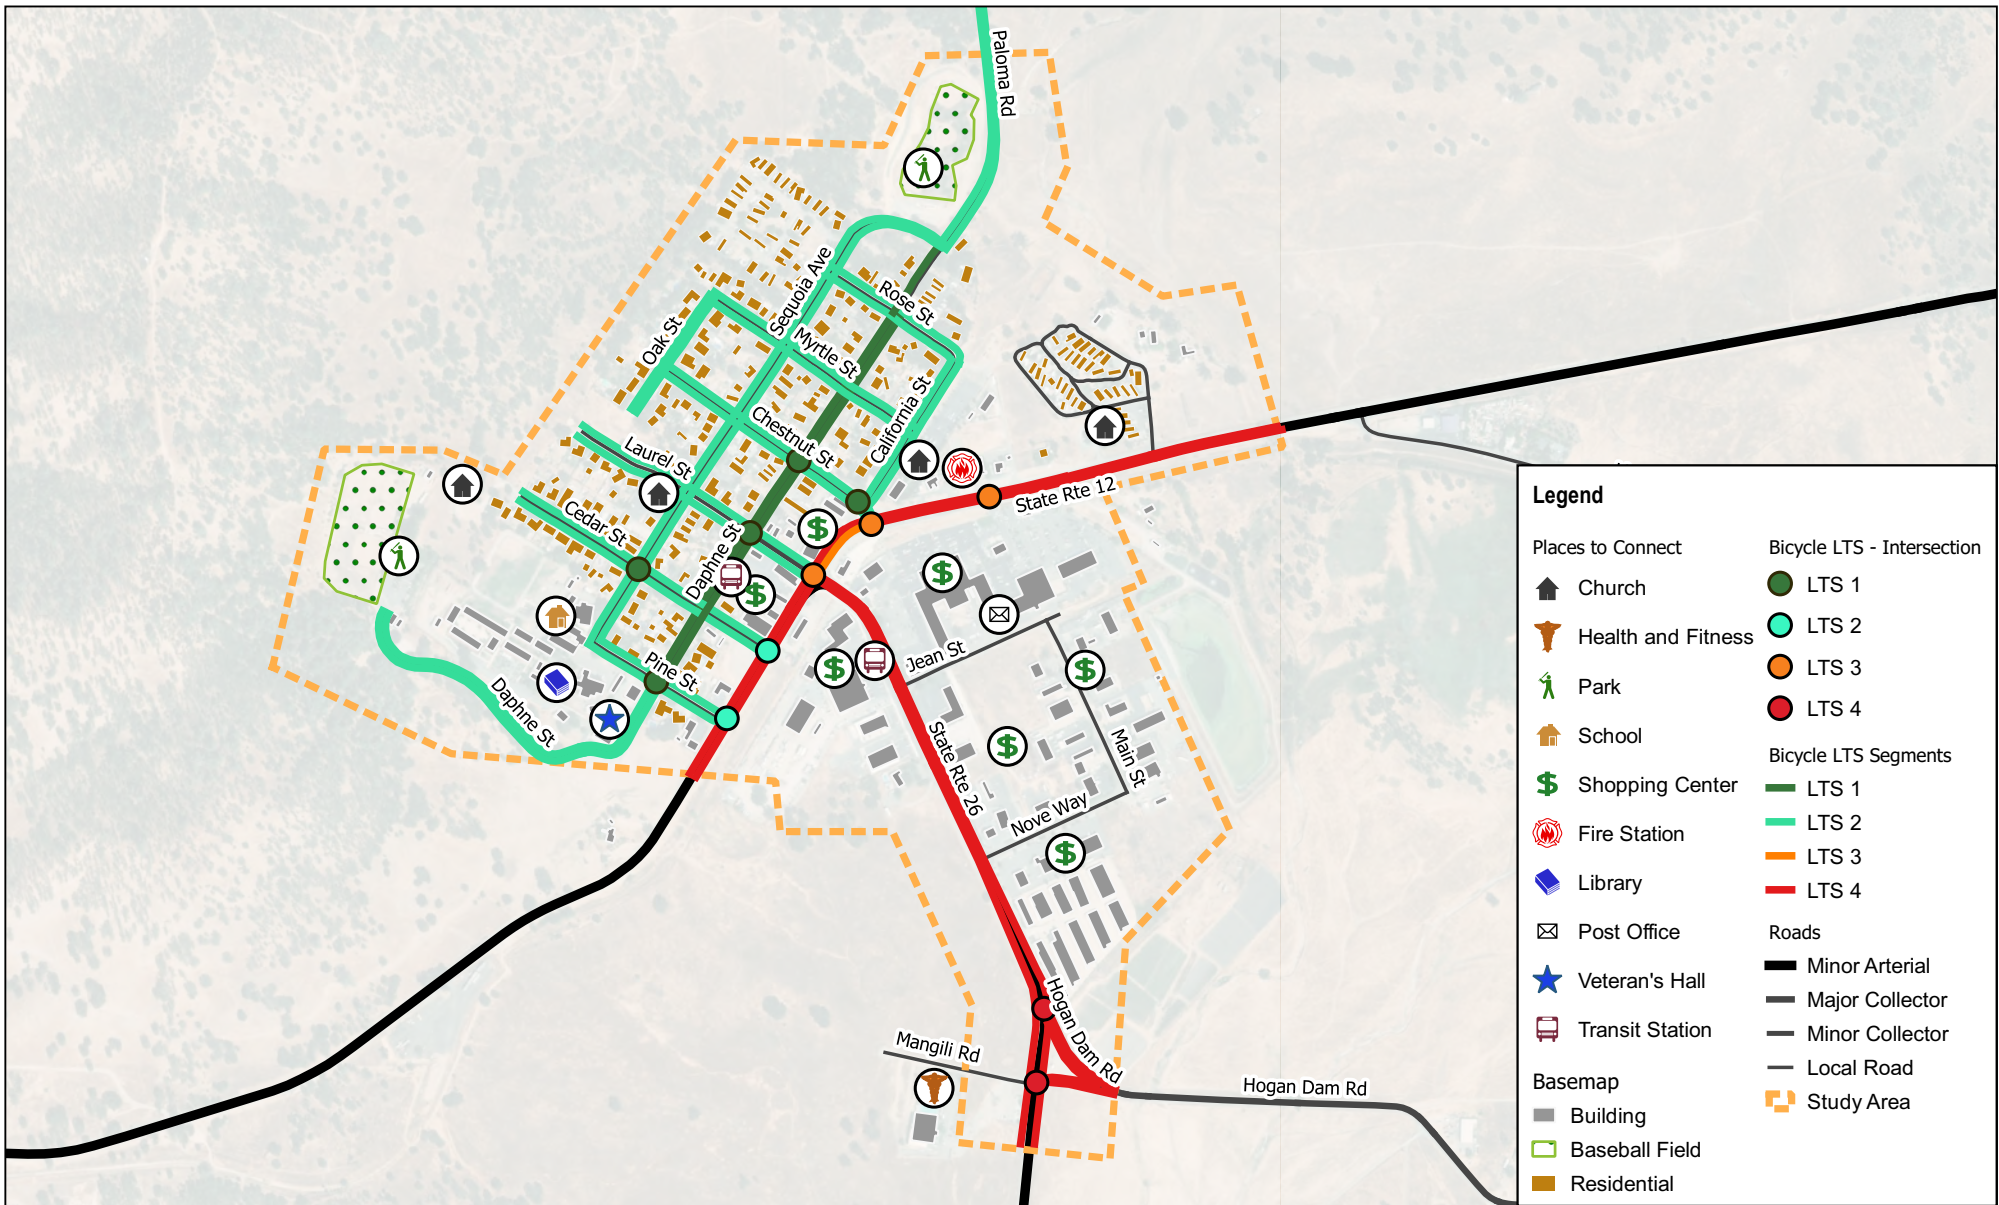 Paloma Rd
Sequoia Ave
Rose St
Oak St
Myrtle St
California St
Chestnut St
Laurel St
State Rte 12
Cedar St
Daphne St
Jean St
Pine St
Daphne St
State Rte 26
Main St
Nove Way
Hogan Dam Rd
Mangili Rd
Hogan Dam Rd
Legend
Places to Connect
Church
Health and Fitness
Park
School
Shopping Center
Fire Station
Library
Post Office
Veteran's Hall
Transit Station
Basemap
Building
Baseball Field
Residential
Bicycle LTS - Intersection
LTS 1
LTS 2
LTS 3
LTS 4
Bicycle LTS Segments
LTS 1
LTS 2
LTS 3
LTS 4
Roads
Minor Arterial
Major Collector
Minor Collector
Local Road
Study Area